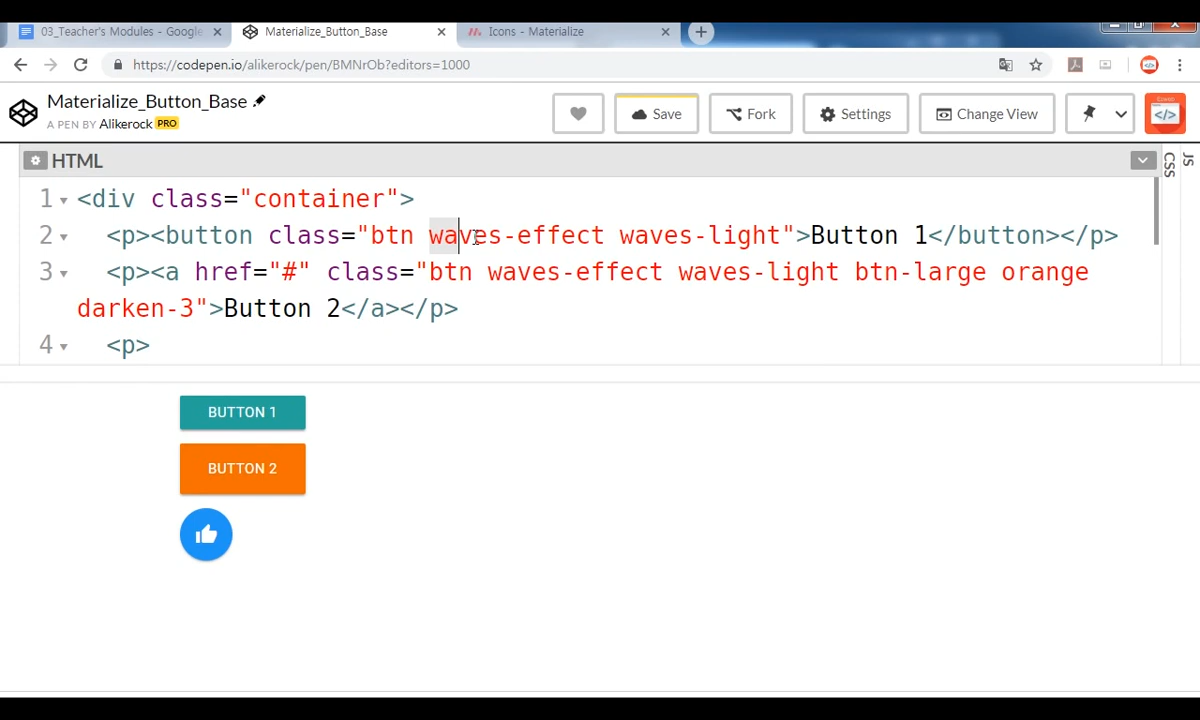 03_Teacher's Modules - Google
Materialize_Button_Base
Icons - Materialize
https://codepen.io/alikerock/pen/BMNrOb?editors=1000
Materialize_Button_Base
A PEN BY Alikerock PRO
Save
Fork
Settings
Change View
HTML
CSS
JS
1 <div class="container">
2 <p><button class="btn waves-effect waves-light">Button 1</button></p>
3 <p><a href="#" class="btn waves-effect waves-light btn-large orange
darken-3">Button 2</a></p>
4 <p>
BUTTON 1
BUTTON 2